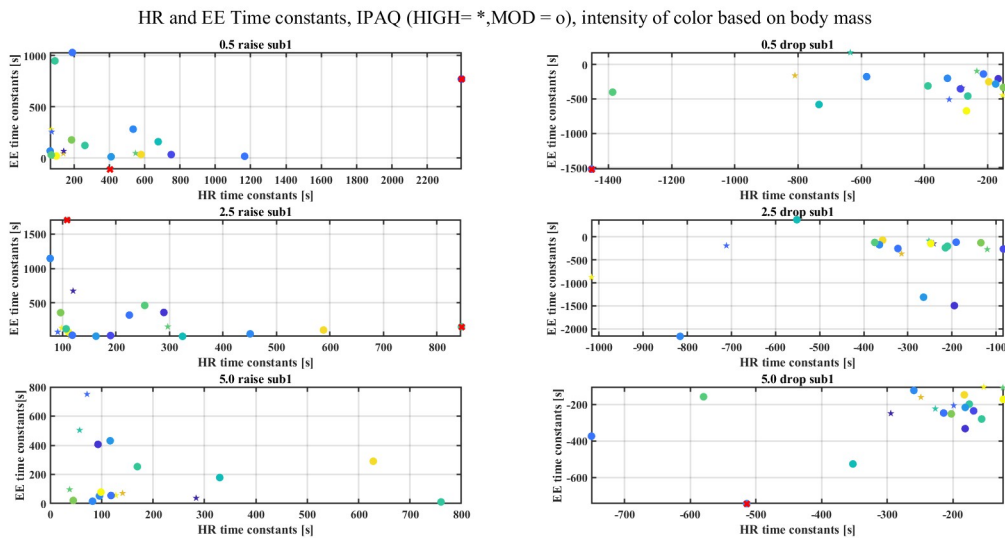 HR and EE Time constants, IPAQ (HIGH= *,MOD = o), intensity of color based on body mass
0.5 raise sub1
EE time constants [s]
1000
500
0
200 400 600 800 1000 1200 1400 1600 1800 2000 2200
HR time constants [s]
0.5 drop sub1
EE time constants [s]
0
-500
-1000
-1500
-1400 -1200 -1000 -800 -600 -400 -200
HR time constants [s]
2.5 raise sub1
EE time constants [s]
1500
1000
500
100 200 300 400 500 600 700 800
HR time constants [s]
2.5 drop sub1
EE time constants [s]
0
-500
-1000
-1500
-2000
-1000 -900 -800 -700 -600 -500 -400 -300 -200 -100
HR time constants [s]
5.0 raise sub1
EE time constants[s]
800
600
400
200
0
0 100 200 300 400 500 600 700 800
HR time constants [s]
5.0 drop sub1
EE time constants [s]
-200
-400
-600
-700 -600 -500 -400 -300 -200
HR time constants [s]